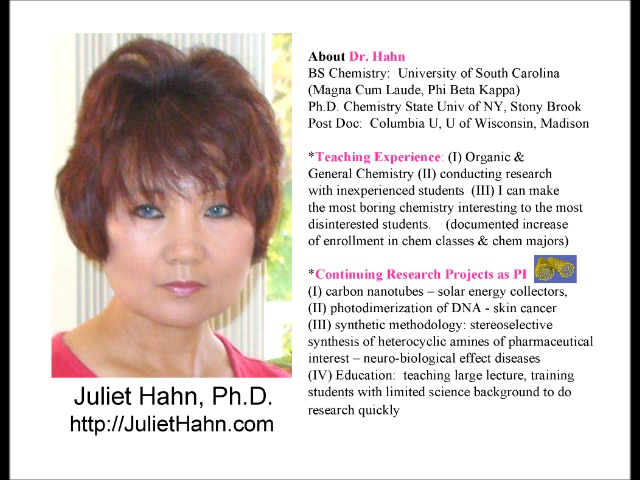 About Dr. Hahn
BS Chemistry: University of South Carolina
(Magna Cum Laude, Phi Beta Kappa)
Ph.D. Chemistry State Univ of NY, Stony Brook
Post Doc: Columbia U, U of Wisconsin, Madison
*Teaching Experience: (I) Organic &
General Chemistry (II) conducting research
with inexperienced students (III) I can make
the most boring chemistry interesting to the most
disinterested students. (documented increase
of enrollment in chem classes & chem majors)
*Continuing Research Projects as PI
(I) carbon nanotubes – solar energy collectors,
(II) photodimerization of DNA - skin cancer
(III) synthetic methodology: stereoselective
synthesis of heterocyclic amines of pharmaceutical
interest – neuro-biological effect diseases
(IV) Education: teaching large lecture, training
students with limited science background to do
research quickly
Juliet Hahn, Ph.D.
http://JulietHahn.com